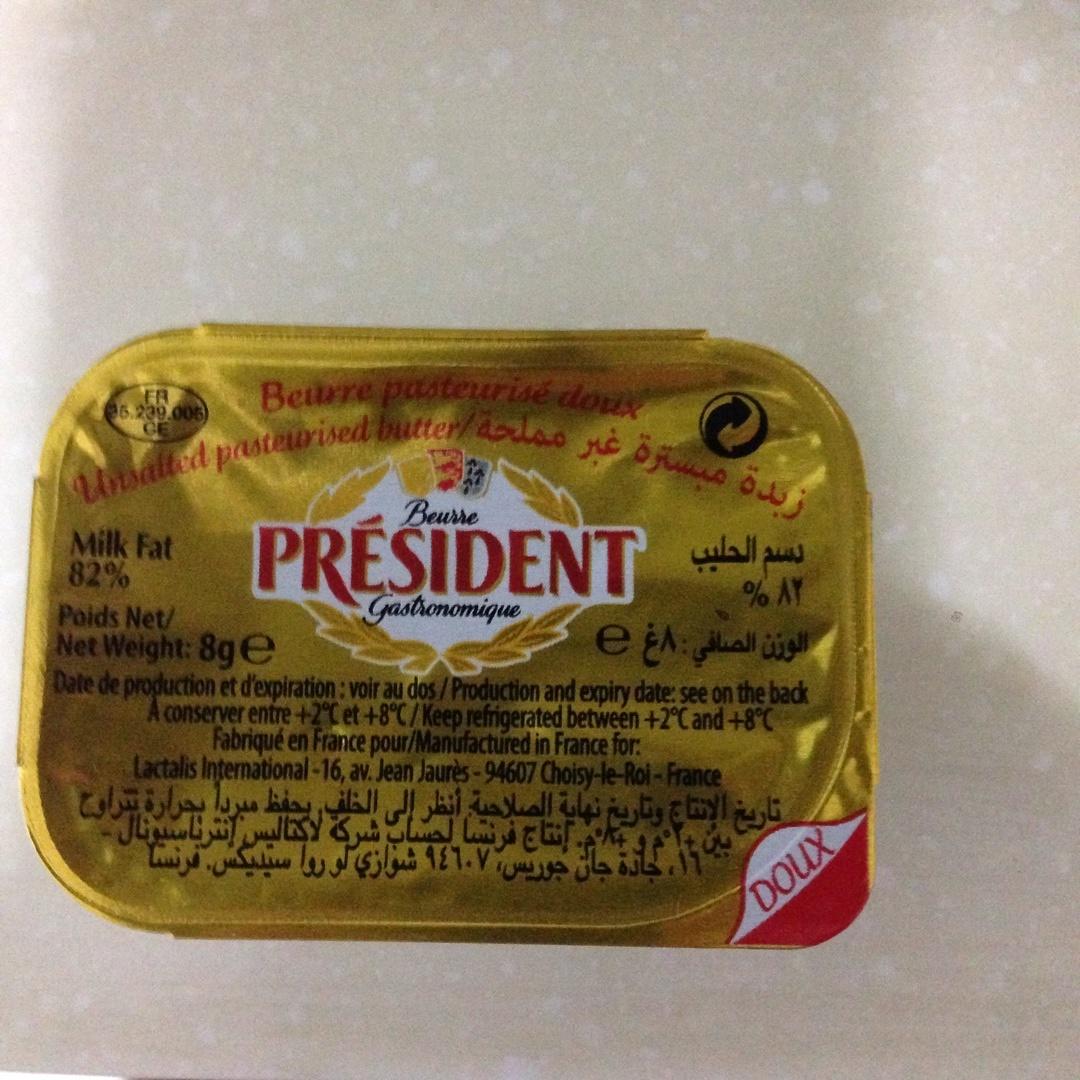 FR
35.239.005
CE
Beurre pasteurisé doux
Unsalted pasteurised butter/زبدة مبسترة غير مملحة
Beurre
PRÉSIDENT
Gastronomique
Milk Fat
82%
دسم الحليب
٨٢ %
Poids Net/
Net Weight: 8g e
الوزن الصافي : ٨غ e
Date de production et d'expiration : voir au dos / Production and expiry date: see on the back
A conserver entre +2°C et +8°C / Keep refrigerated between +2°C and +8°C
Fabriqué en France pour/Manufactured in France for:
Lactalis International - 16, av. Jean Jaurès - 94607 Choisy-le-Roi - France
تاريخ الإنتاج وتاريخ نهاية الصلاحية: أنظر الى الخلف. يحفظ مبرداً بحرارة تتراوح
بين +٢°م و +٨°م. إنتاج فرنسا لحساب شركة لاكتاليس إنترناسيونال -
١٦، جادة جان جوريس، ٩٤٦٠٧ شوازي لو روا سيديكس. فرنسا
DOUX